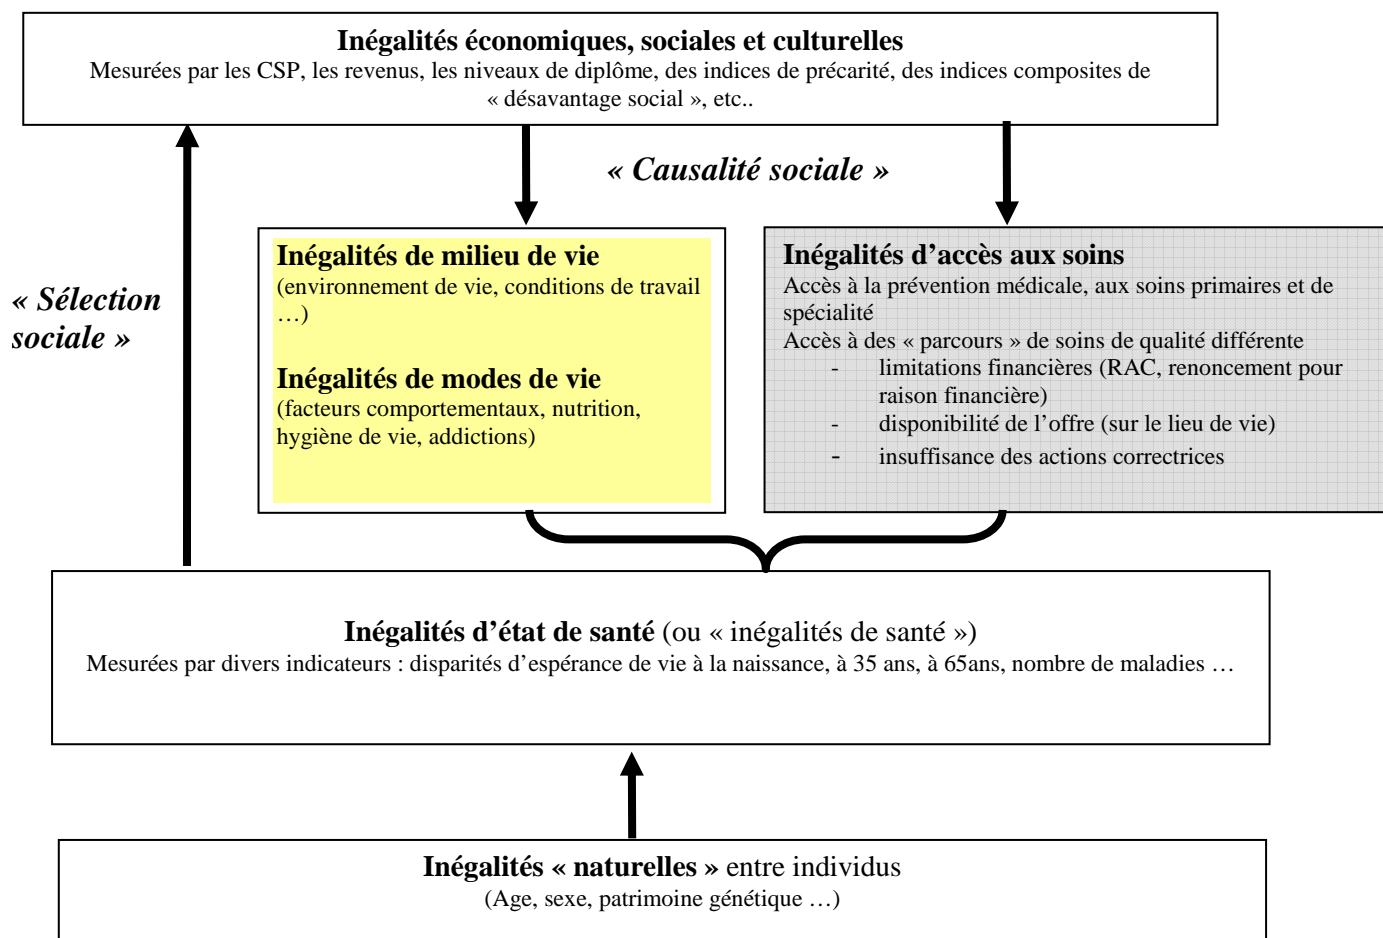 Inégalités économiques, sociales et culturelles
Mesurées par les CSP, les revenus, les niveaux de diplôme, des indices de précarité, des indices composites de
« désavantage social », etc..
« Causalité sociale »
« Sélection
sociale »
Inégalités de milieu de vie
(environnement de vie, conditions de travail
…)
Inégalités de modes de vie
(facteurs comportementaux, nutrition,
hygiène de vie, addictions)
Inégalités d’accès aux soins
Accès à la prévention médicale, aux soins primaires et de
spécialité
Accès à des « parcours » de soins de qualité différente
- limitations financières (RAC, renoncement pour
raison financière)
- disponibilité de l’offre (sur le lieu de vie)
- insuffisance des actions correctrices
Inégalités d’état de santé (ou « inégalités de santé »)
Mesurées par divers indicateurs : disparités d’espérance de vie à la naissance, à 35 ans, à 65ans, nombre de maladies …
Inégalités « naturelles » entre individus
(Age, sexe, patrimoine génétique …)